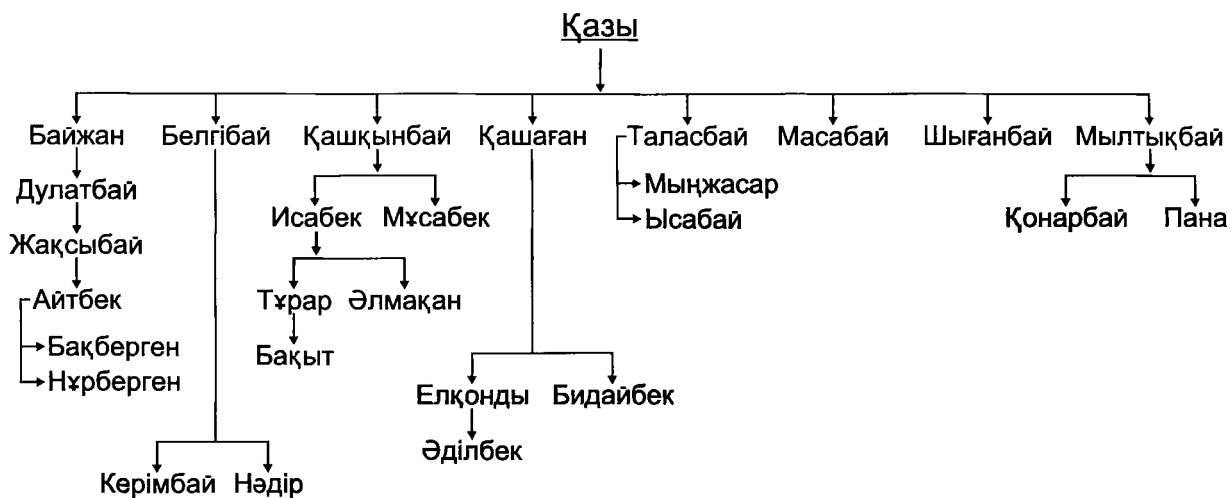 Қазы
Байжан Белгібай Қашқынбай Қашаған Таласбай Масабай Шығанбай Мылтықбай
Дулатбай Мыңжасар
Исабек Мұсабек Ысабай Қонарбай Пана
Жақсыбай
Айтбек Тұрар Әлмақан
Бақберген Бақыт
Нұрберген Елқонды Бидайбек
Әділбек
Керімбай Нәдір